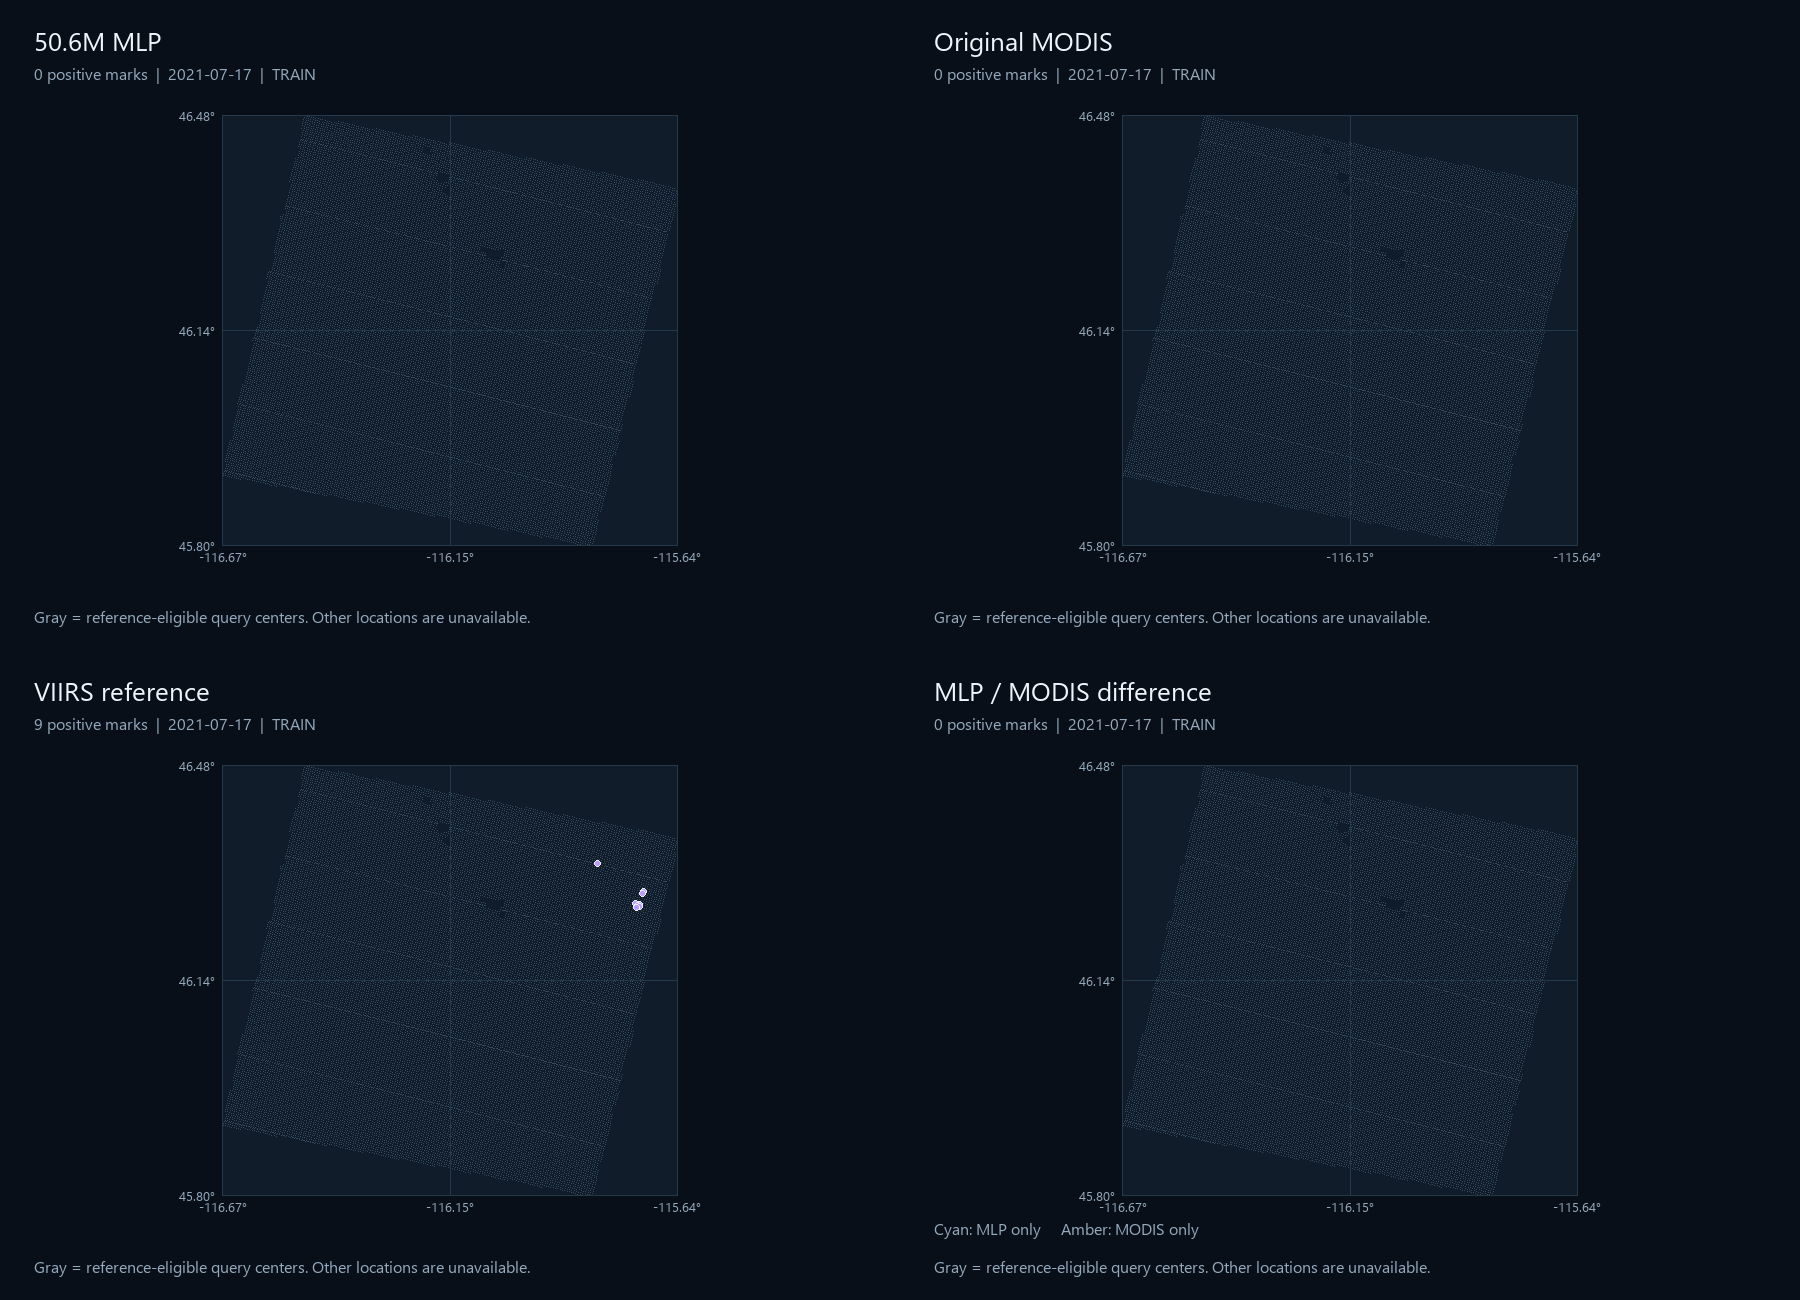 50.6M MLP
0 positive marks | 2021-07-17 | TRAIN
46.48°
46.14°
45.80°
-116.67°
-116.15°
-115.64°
Gray = reference-eligible query centers. Other locations are unavailable.
Original MODIS
0 positive marks | 2021-07-17 | TRAIN
46.48°
46.14°
45.80°
-116.67°
-116.15°
-115.64°
Gray = reference-eligible query centers. Other locations are unavailable.
VIIRS reference
9 positive marks | 2021-07-17 | TRAIN
46.48°
46.14°
45.80°
-116.67°
-116.15°
-115.64°
Gray = reference-eligible query centers. Other locations are unavailable.
MLP / MODIS difference
0 positive marks | 2021-07-17 | TRAIN
46.48°
46.14°
45.80°
-116.67°
-116.15°
-115.64°
Cyan: MLP only Amber: MODIS only
Gray = reference-eligible query centers. Other locations are unavailable.